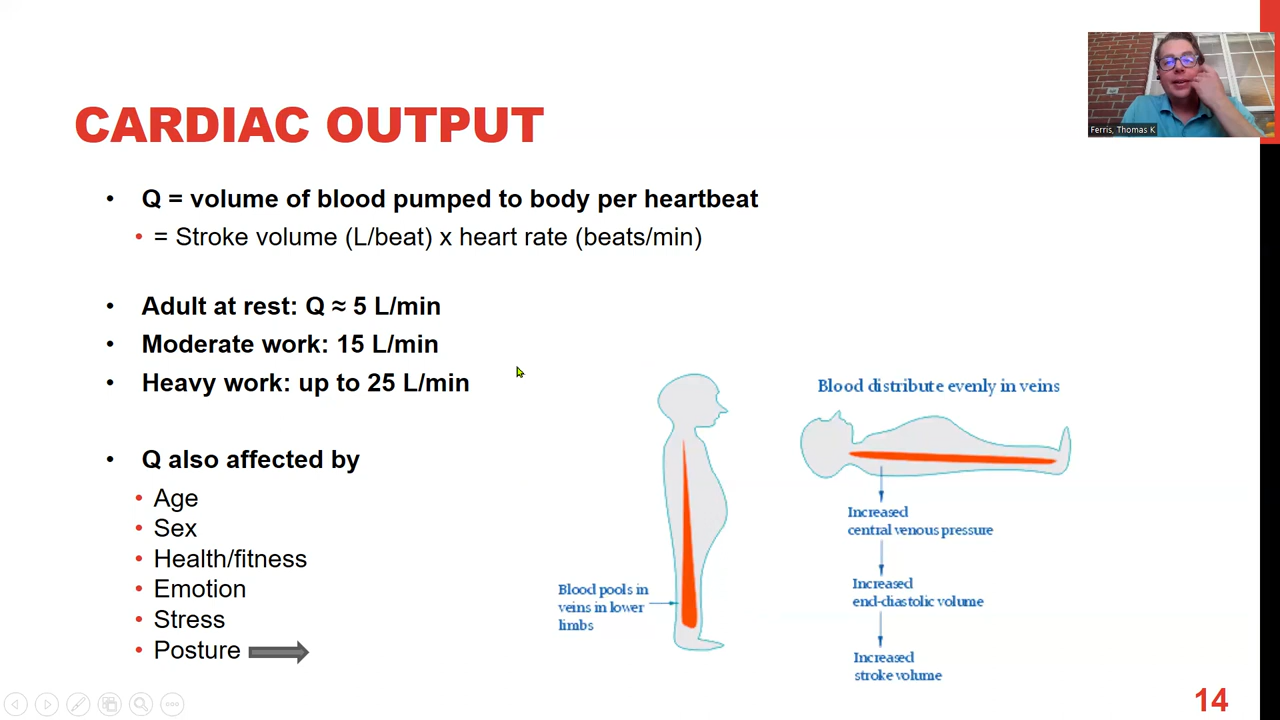 CARDIAC OUTPUT
Ferris, Thomas K
• Q = volume of blood pumped to body per heartbeat
• = Stroke volume (L/beat) x heart rate (beats/min)
• Adult at rest: Q ≈ 5 L/min
• Moderate work: 15 L/min
• Heavy work: up to 25 L/min
• Q also affected by
• Age
• Sex
• Health/fitness
• Emotion
• Stress
• Posture
Blood pools in
veins in lower
limbs
Blood distribute evenly in veins
Increased
central venous pressure
Increased
end-diastolic volume
Increased
stroke volume
14